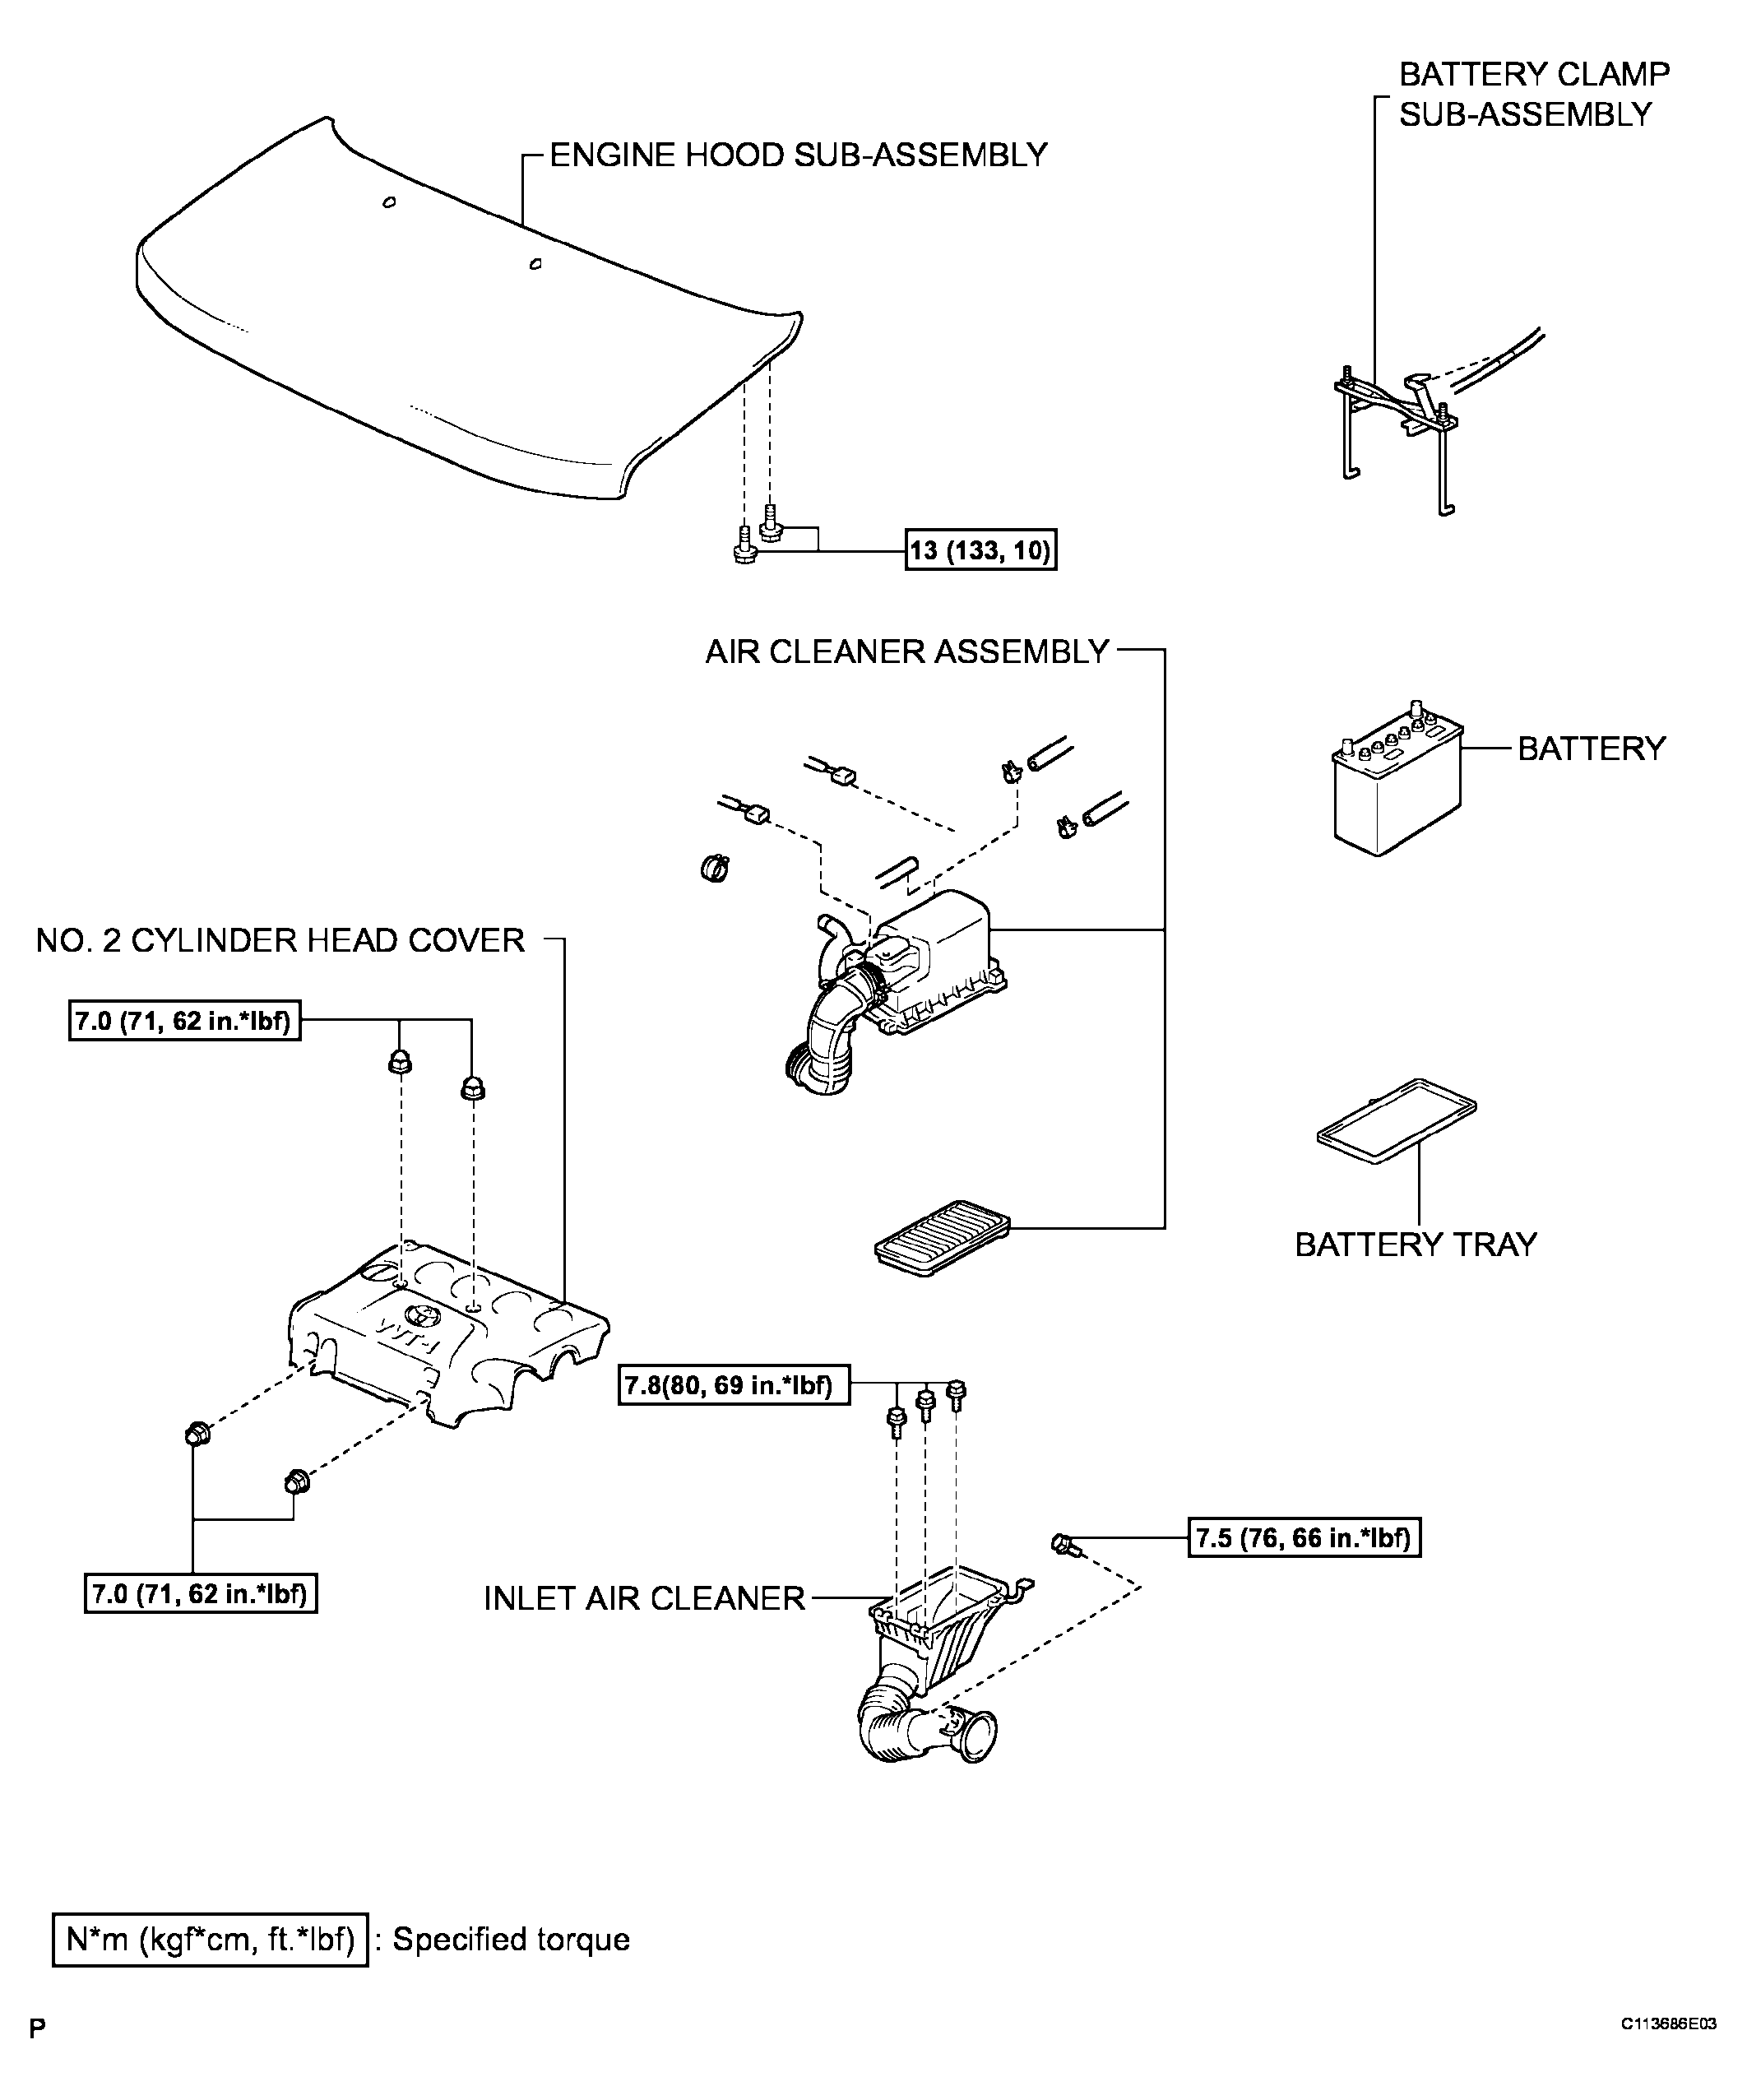 BATTERY CLAMP
SUB-ASSEMBLY
ENGINE HOOD SUB-ASSEMBLY
13 (133, 10)
AIR CLEANER ASSEMBLY
BATTERY
NO. 2 CYLINDER HEAD COVER
7.0 (71, 62 in.*lbf)
BATTERY TRAY
VVT-i
7.8(80, 69 in.*lbf)
7.5 (76, 66 in.*lbf)
7.0 (71, 62 in.*lbf)
INLET AIR CLEANER
N*m (kgf*cm, ft.*lbf) : Specified torque
P
C113686E03